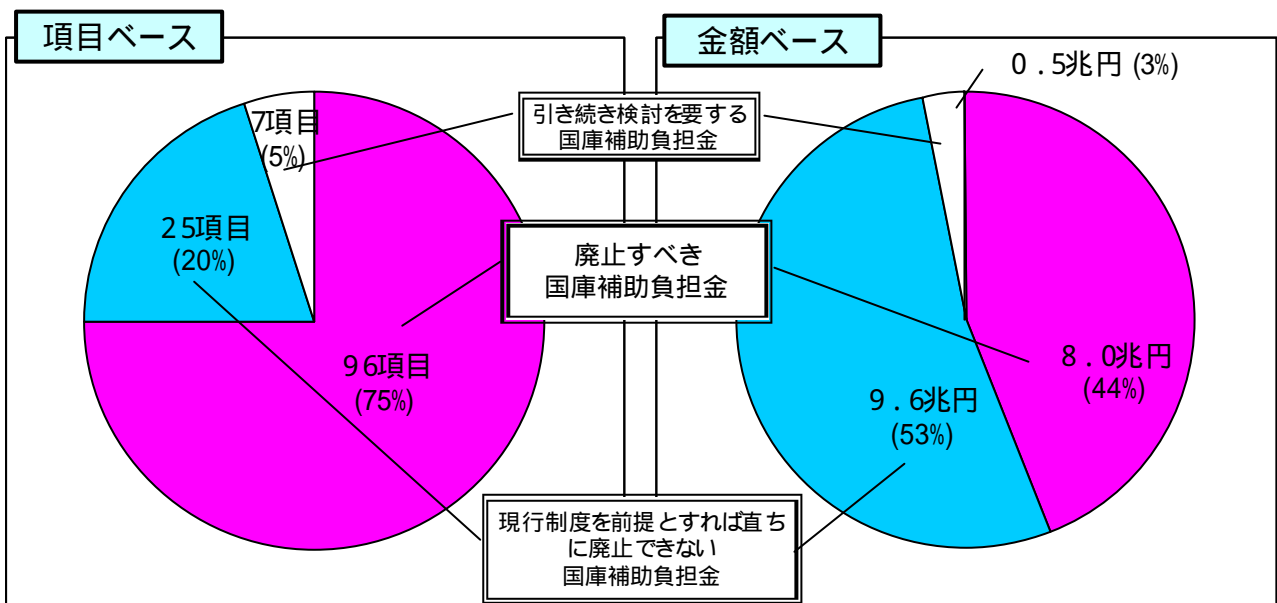 項目ベース
金額ベース
0.5兆円 (3%)
7項目
(5%)
引き続き検討を要する
国庫補助負担金
25項目
(20%)
廃止すべき
国庫補助負担金
96項目
(75%)
8.0兆円
(44%)
9.6兆円
(53%)
現行制度を前提とすれば直ち
に廃止できない
国庫補助負担金